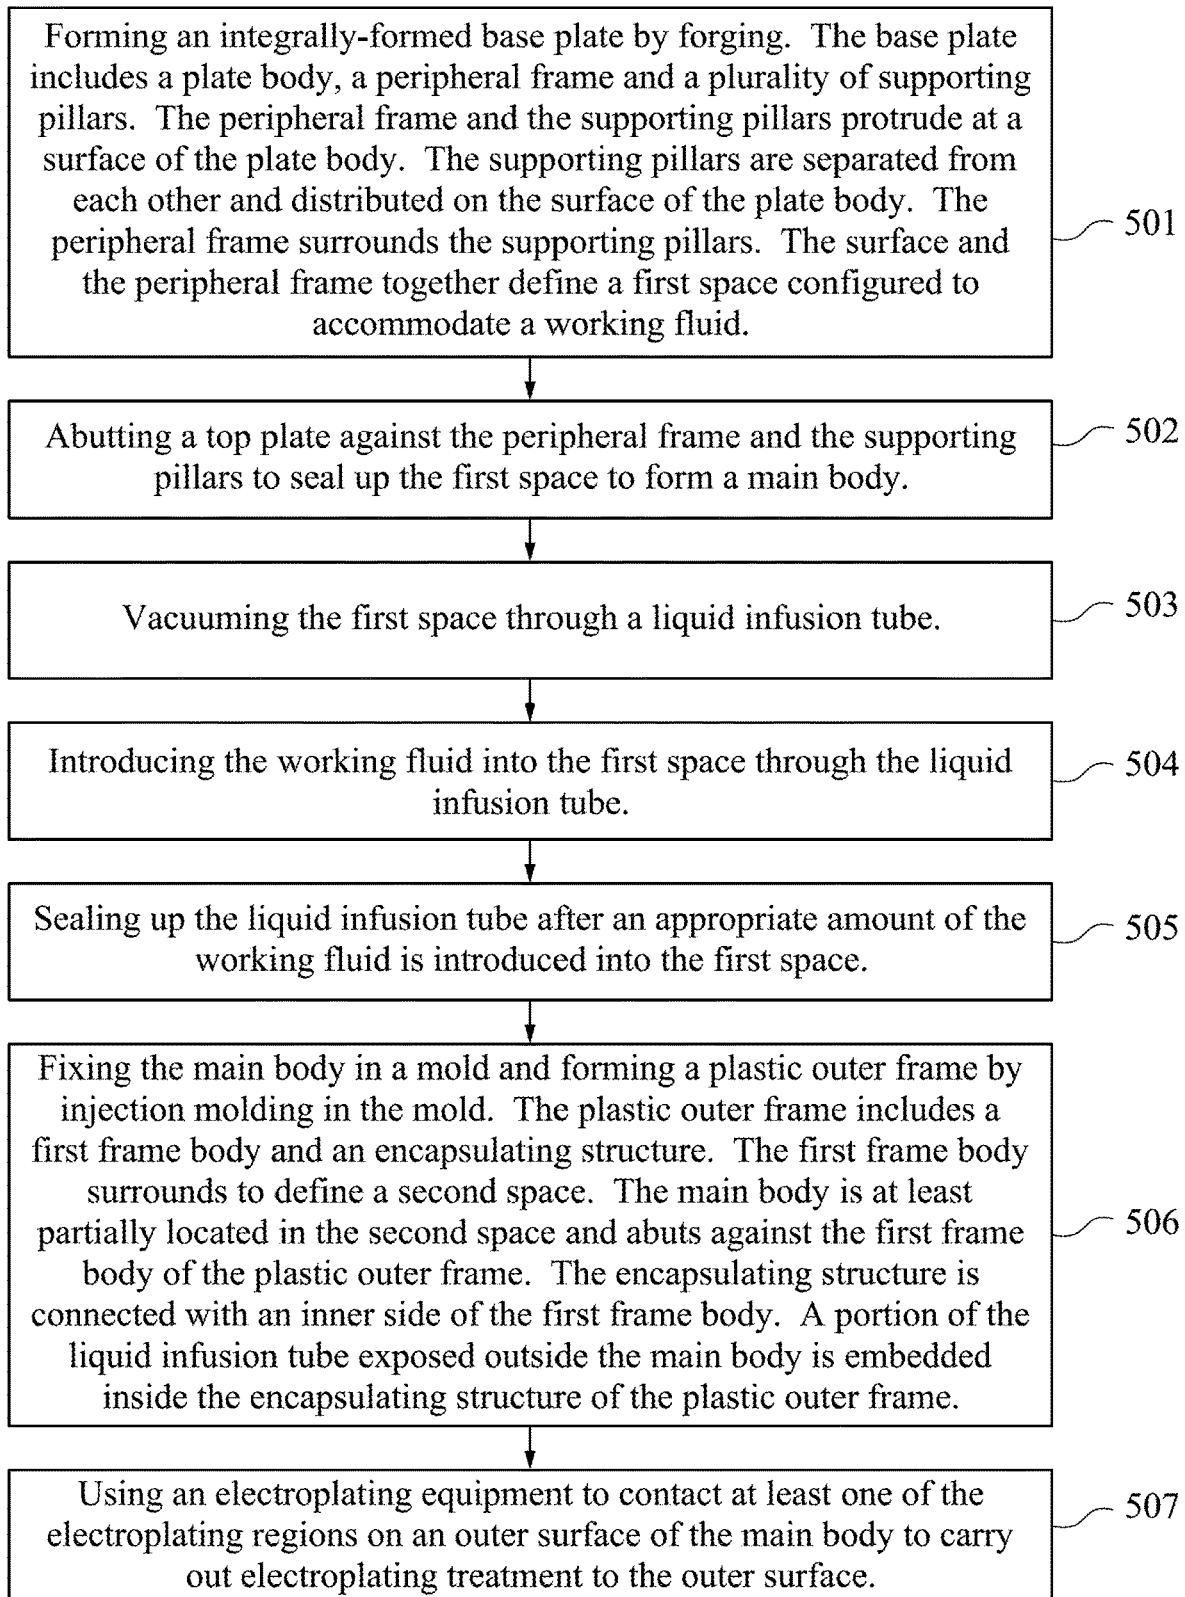 Forming an integrally-formed base plate by forging. The base plate
includes a plate body, a peripheral frame and a plurality of supporting
pillars. The peripheral frame and the supporting pillars protrude at a
surface of the plate body. The supporting pillars are separated from
each other and distributed on the surface of the plate body. The
peripheral frame surrounds the supporting pillars. The surface and
the peripheral frame together define a first space configured to
accommodate a working fluid.
501
Abutting a top plate against the peripheral frame and the supporting
pillars to seal up the first space to form a main body.
502
Vacuuming the first space through a liquid infusion tube.
503
Introducing the working fluid into the first space through the liquid
infusion tube.
504
Sealing up the liquid infusion tube after an appropriate amount of the
working fluid is introduced into the first space.
505
Fixing the main body in a mold and forming a plastic outer frame by
injection molding in the mold. The plastic outer frame includes a
first frame body and an encapsulating structure. The first frame body
surrounds to define a second space. The main body is at least
partially located in the second space and abuts against the first frame
body of the plastic outer frame. The encapsulating structure is
connected with an inner side of the first frame body. A portion of the
liquid infusion tube exposed outside the main body is embedded
inside the encapsulating structure of the plastic outer frame.
506
Using an electroplating equipment to contact at least one of the
electroplating regions on an outer surface of the main body to carry
out electroplating treatment to the outer surface.
507